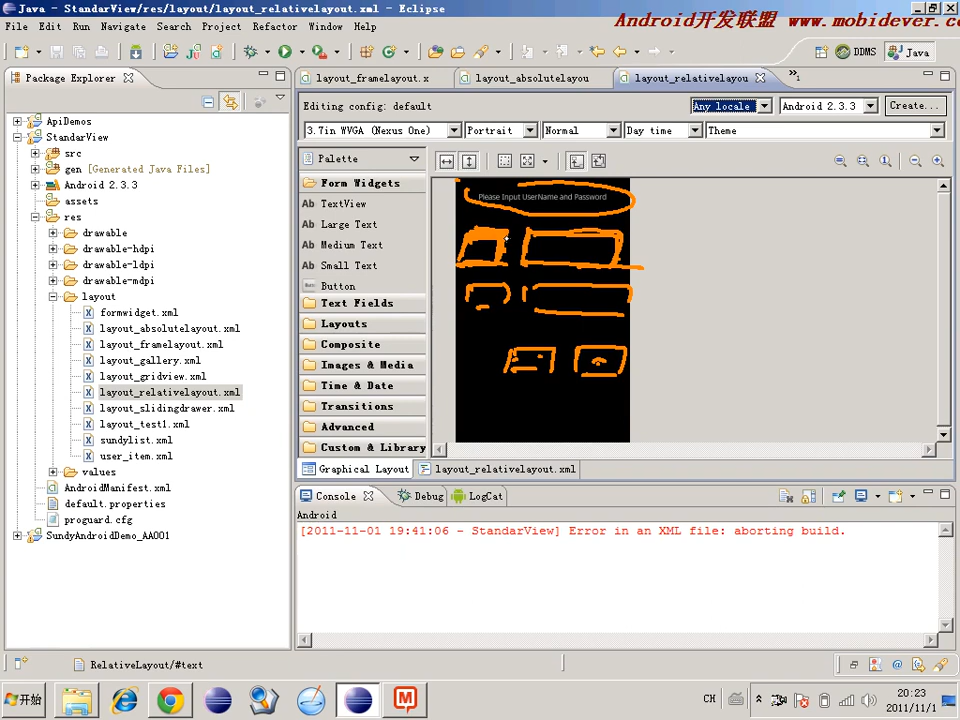 Java - StandarView/res/layout/layout_relativelayout.xml - Eclipse
File Edit Run Navigate Search Project Refactor Window Help
Android开发联盟 www.mobidever.c
DDMS Java
Package Explorer
layout_framelayout.x layout_absolutelayou layout_relativelayou 1
Editing config: default Any locale Android 2.3.3 Create...
3.7in WVGA (Nexus One) Portrait Normal Day time Theme
ApiDemos
StandarView
src
gen [Generated Java Files]
Android 2.3.3
assets
res
drawable
drawable-hdpi
drawable-ldpi
drawable-mdpi
layout
formwidget.xml
layout_absolutelayout.xml
layout_framelayout.xml
layout_gallery.xml
layout_gridview.xml
layout_relativelayout.xml
layout_slidingdrawer.xml
layout_test1.xml
sundylist.xml
user_item.xml
values
AndroidManifest.xml
default.properties
proguard.cfg
SundyAndroidDemo_AA001
Palette
Form Widgets
Ab TextView
Ab Large Text
Ab Medium Text
Ab Small Text
Button
Text Fields
Layouts
Composite
Images & Media
Time & Date
Transitions
Advanced
Custom & Library
Please Input UserName and Password
Graphical Layout layout_relativelayout.xml
Console Debug LogCat
Android
[2011-11-01 19:41:06 - StandarView] Error in an XML file: aborting build.
RelativeLayout/#text
开始
CH
20:23
2011/11/1